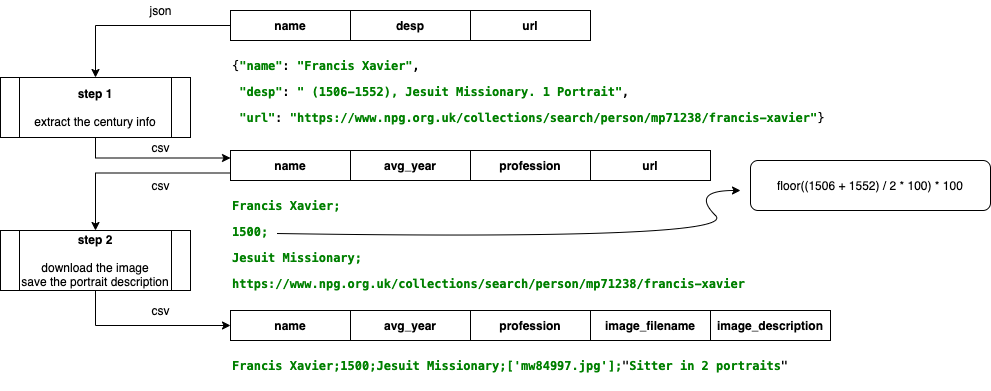 json
name desp url
{"name": "Francis Xavier",
"desp": " (1506-1552), Jesuit Missionary. 1 Portrait",
"url": "https://www.npg.org.uk/collections/search/person/mp71238/francis-xavier"}
step 1
extract the century info
csv
name avg_year profession url
csv
floor((1506 + 1552) / 2 * 100) * 100
Francis Xavier;
1500;
Jesuit Missionary;
https://www.npg.org.uk/collections/search/person/mp71238/francis-xavier
step 2
download the image
save the portrait description
csv
name avg_year profession image_filename image_description
Francis Xavier;1500;Jesuit Missionary;['mw84997.jpg'];"Sitter in 2 portraits"